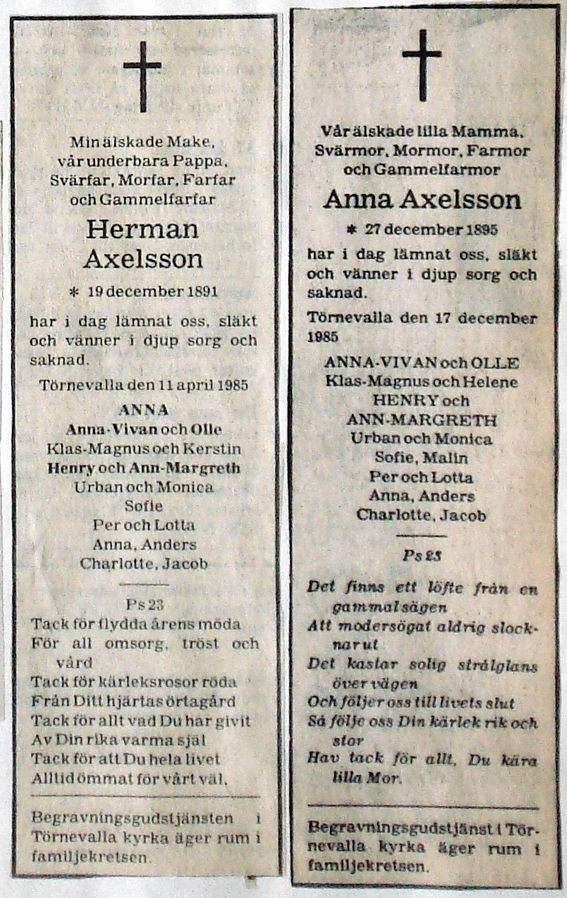 Min älskade Make,
vår underbara Pappa,
Svärfar, Morfar, Farfar
och Gammelfarfar
Herman
Axelsson
* 19 december 1891
har i dag lämnat oss, släkt
och vänner i djup sorg och
saknad.
Törnevalla den 11 april 1985
ANNA
Anna-Vivan och Olle
Klas-Magnus och Kerstin
Henry och Ann-Margreth
Urban och Monica
Sofie
Per och Lotta
Anna, Anders
Charlotte, Jacob
Ps 23
Tack för flydda årens möda
För all omsorg, tröst och
vård
Tack för kärleksrosor röda
Från Ditt hjärtas örtagård
Tack för allt vad Du har givit
Av Din rika varma själ
Tack för att Du hela livet
Alltid ömmat för vårt väl.
Begravningsgudstjänsten i
Törnevalla kyrka äger rum i
familjekretsen.
Vår älskade lilla Mamma,
Svärmor, Mormor, Farmor
och Gammelfarmor
Anna Axelsson
* 27 december 1895
har i dag lämnat oss, släkt
och vänner i djup sorg och
saknad.
Törnevalla den 17 december
1985
ANNA-VIVAN och OLLE
Klas-Magnus och Helene
HENRY och
ANN-MARGRETH
Urban och Monica
Sofie, Malin
Per och Lotta
Anna, Anders
Charlotte, Jacob
Ps 23
Det finns ett löfte från en
gammal sägen
Att modersögat aldrig slock-
nar ut
Det kastar solig strålglans
över vägen
Och följer oss till livets slut
Så följe oss Din kärlek rik och
stor
Hav tack för allt, Du kära
lilla Mor.
Begravningsgudstjänst i Tör-
nevalla kyrka äger rum i
familjekretsen.